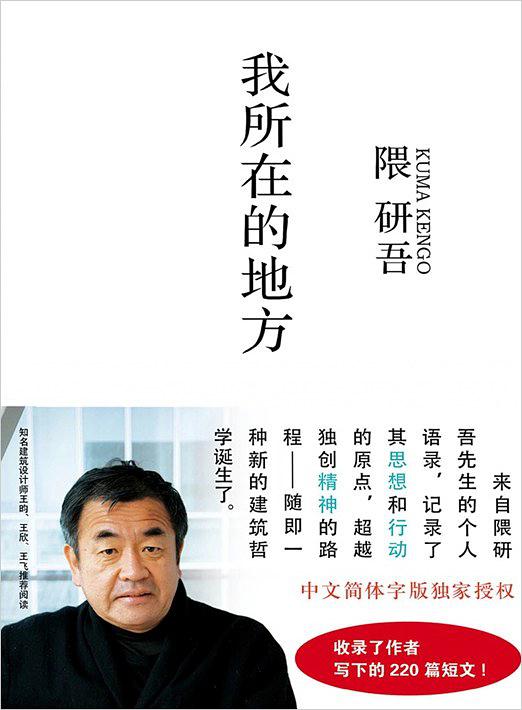 我所在的地方
隈研吾
KUMA KENGO
来自隈研
吾先生的个人
语录，记录了
其思想和行动
的原点，超越
独创精神的路
程——随即一
种新的建筑哲
学诞生了。
知名建筑设计师王昀、王欣、王飞推荐阅读
中文简体字版独家授权
收录了作者
写下的 220 篇短文！